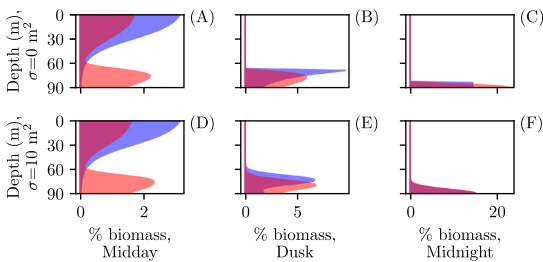 Depth (m),
σ=0 m²
0
30
60
90
(A)
(B)
(C)
Depth (m),
σ=10 m²
0
30
60
90
(D)
(E)
(F)
0 2
0 5
0 20
% biomass,
Midday
% biomass,
Dusk
% biomass,
Midnight